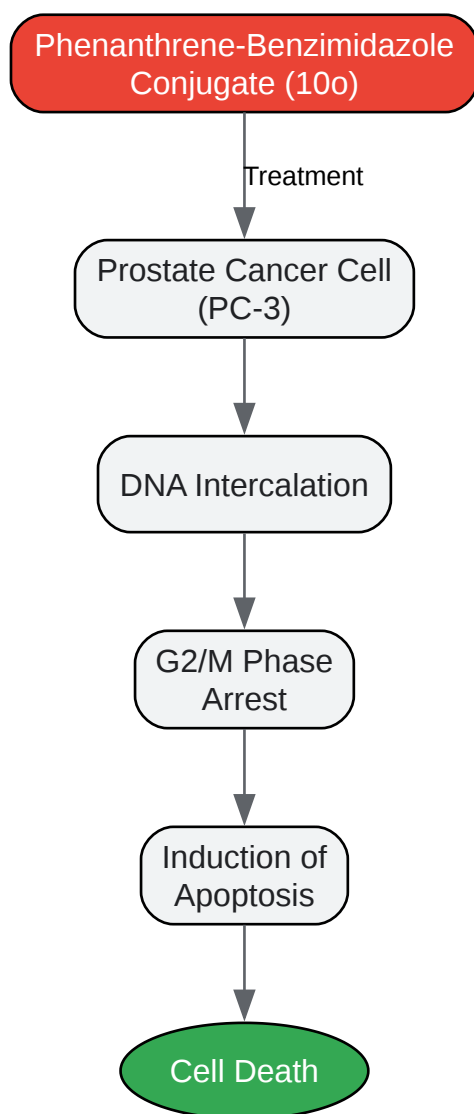 Phenanthrene-Benzimidazole
Conjugate (10o)
Treatment
Prostate Cancer Cell
(PC-3)
DNA Intercalation
G2/M Phase
Arrest
Induction of
Apoptosis
Cell Death